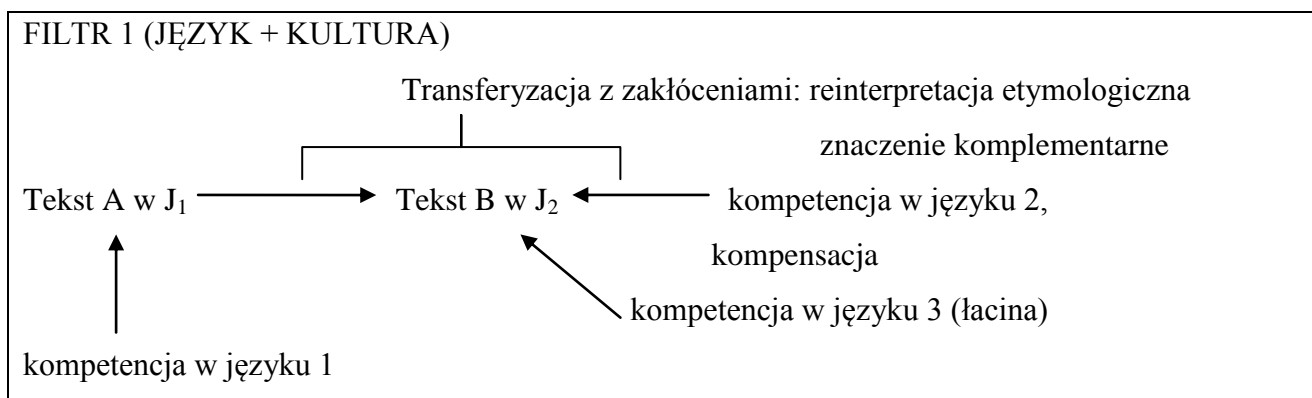 FILTR 1 (JĘZYK + KULTURA)
Transferyzacja z zakłóceniami: reinterpretacja etymologiczna
znaczenie komplementarne
Tekst A w J₁ Tekst B w J₂ kompetencja w języku 2,
kompensacja
kompetencja w języku 3 (łacina)
kompetencja w języku 1